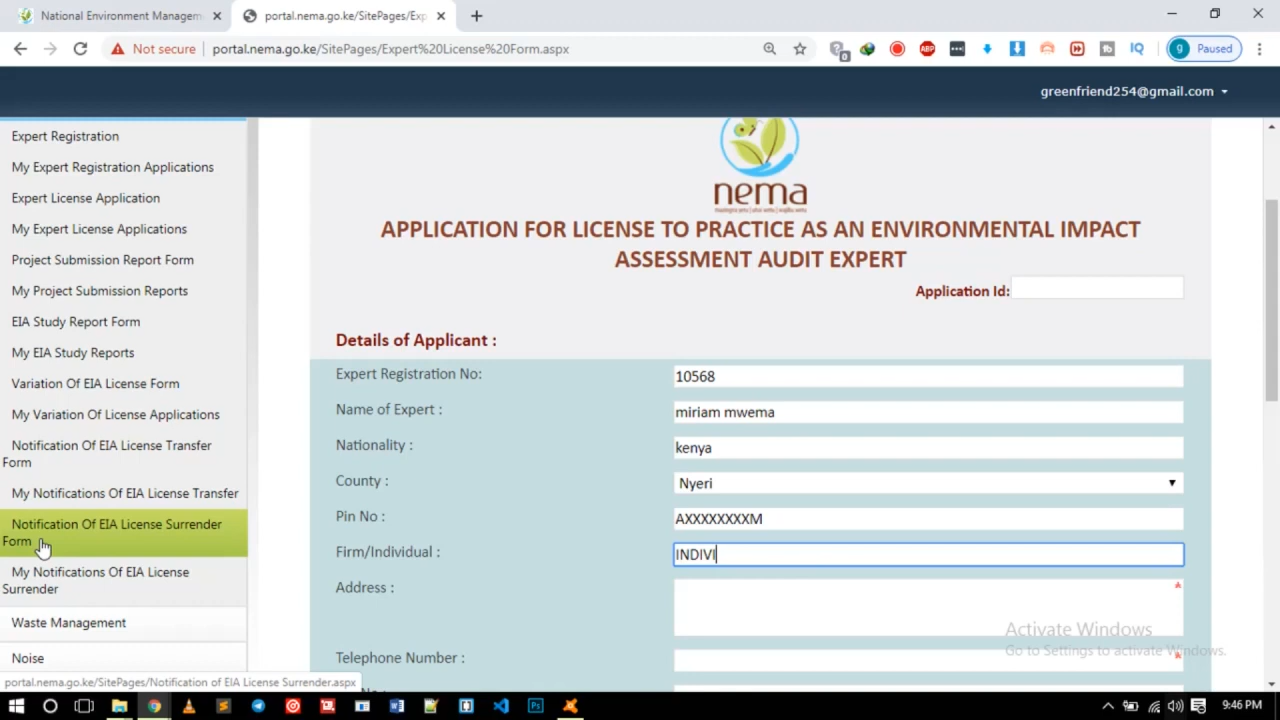 National Environment Managem
portal.nema.go.ke/SitePages/Exp
Not secure
portal.nema.go.ke/SitePages/Expert%20License%20Form.aspx
ABP
IQ
g
Paused
greenfriend254@gmail.com
Expert Registration
My Expert Registration Applications
Expert License Application
My Expert License Applications
Project Submission Report Form
My Project Submission Reports
EIA Study Report Form
My EIA Study Reports
Variation Of EIA License Form
My Variation Of License Applications
Notification Of EIA License Transfer
Form
My Notifications Of EIA License Transfer
Notification Of EIA License Surrender
Form
My Notifications Of EIA License
Surrender
Waste Management
Noise
portal.nema.go.ke/SitePages/Notification of EIA License Surrender.aspx
nema
APPLICATION FOR LICENSE TO PRACTICE AS AN ENVIRONMENTAL IMPACT
ASSESSMENT AUDIT EXPERT
Application Id:
Details of Applicant :
Expert Registration No:
10568
Name of Expert :
miriam mwema
Nationality :
kenya
County :
Nyeri
Pin No :
AXXXXXXXXM
Firm/Individual :
INDIVI
Address :
*
Telephone Number :
*
Activate Windows
Go to Settings to activate Windows.
Ps
9:46 PM